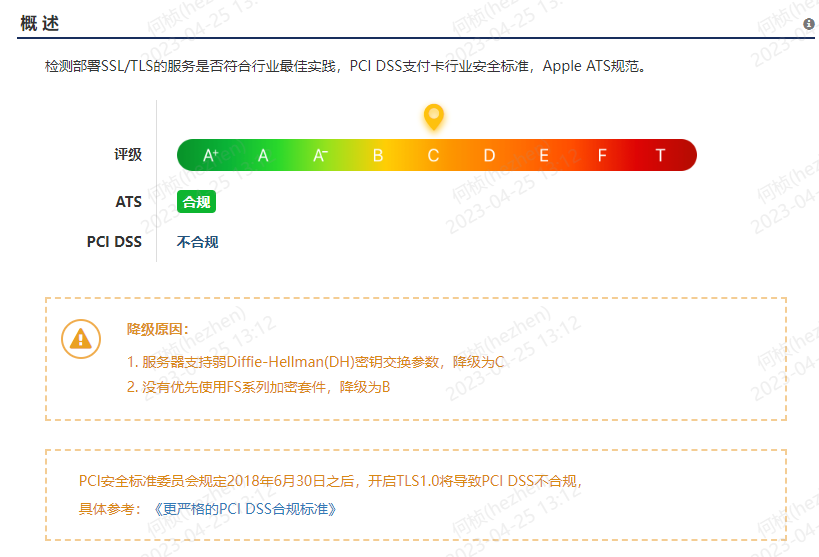 概 述
检测部署SSL/TLS的服务是否符合行业最佳实践，PCI DSS支付卡行业安全标准，Apple ATS规范。
评级 A+ A A- B C D E F T
ATS 合规
PCI DSS 不合规
降级原因：
1. 服务器支持弱Diffie-Hellman(DH)密钥交换参数，降级为C
2. 没有优先使用FS系列加密套件，降级为B
PCI安全标准委员会规定2018年6月30日之后，开启TLS1.0将导致PCI DSS不合规，
具体参考：《更严格的PCI DSS合规标准》
何桢(hezhen)
2023-04-25 13:12